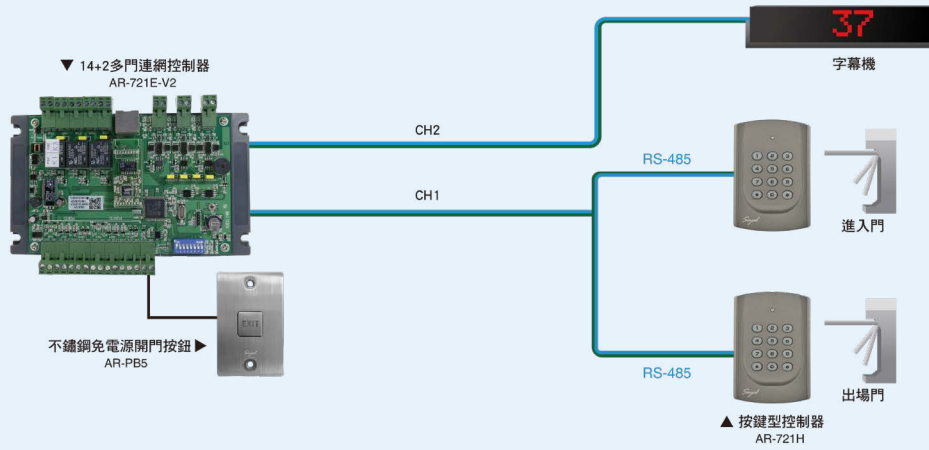 37
字幕機
▼ 14+2多門連網控制器
AR-721E-V2
CH2
CH1
RS-485
進入門
EXIT
不鏽鋼免電源開門按鈕▶
AR-PB5
RS-485
出場門
▲ 按鍵型控制器
AR-721H